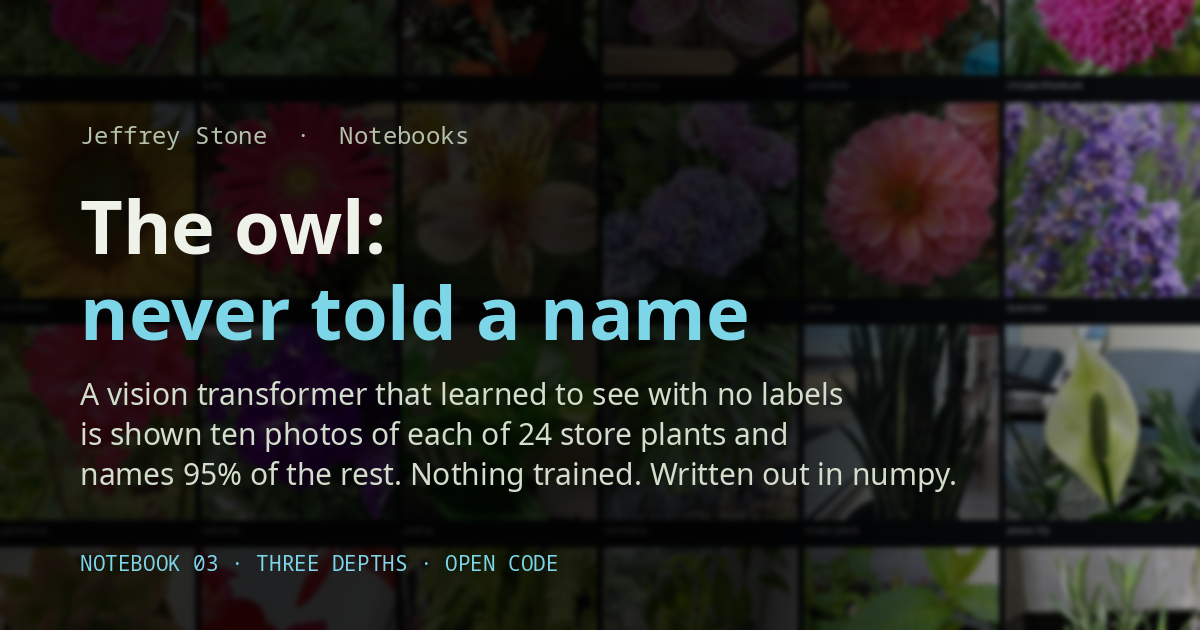 Jeffrey Stone · Notebooks
The owl:
never told a name
A vision transformer that learned to see with no labels
is shown ten photos of each of 24 store plants and
names 95% of the rest. Nothing trained. Written out in numpy.
NOTEBOOK 03 · THREE DEPTHS · OPEN CODE